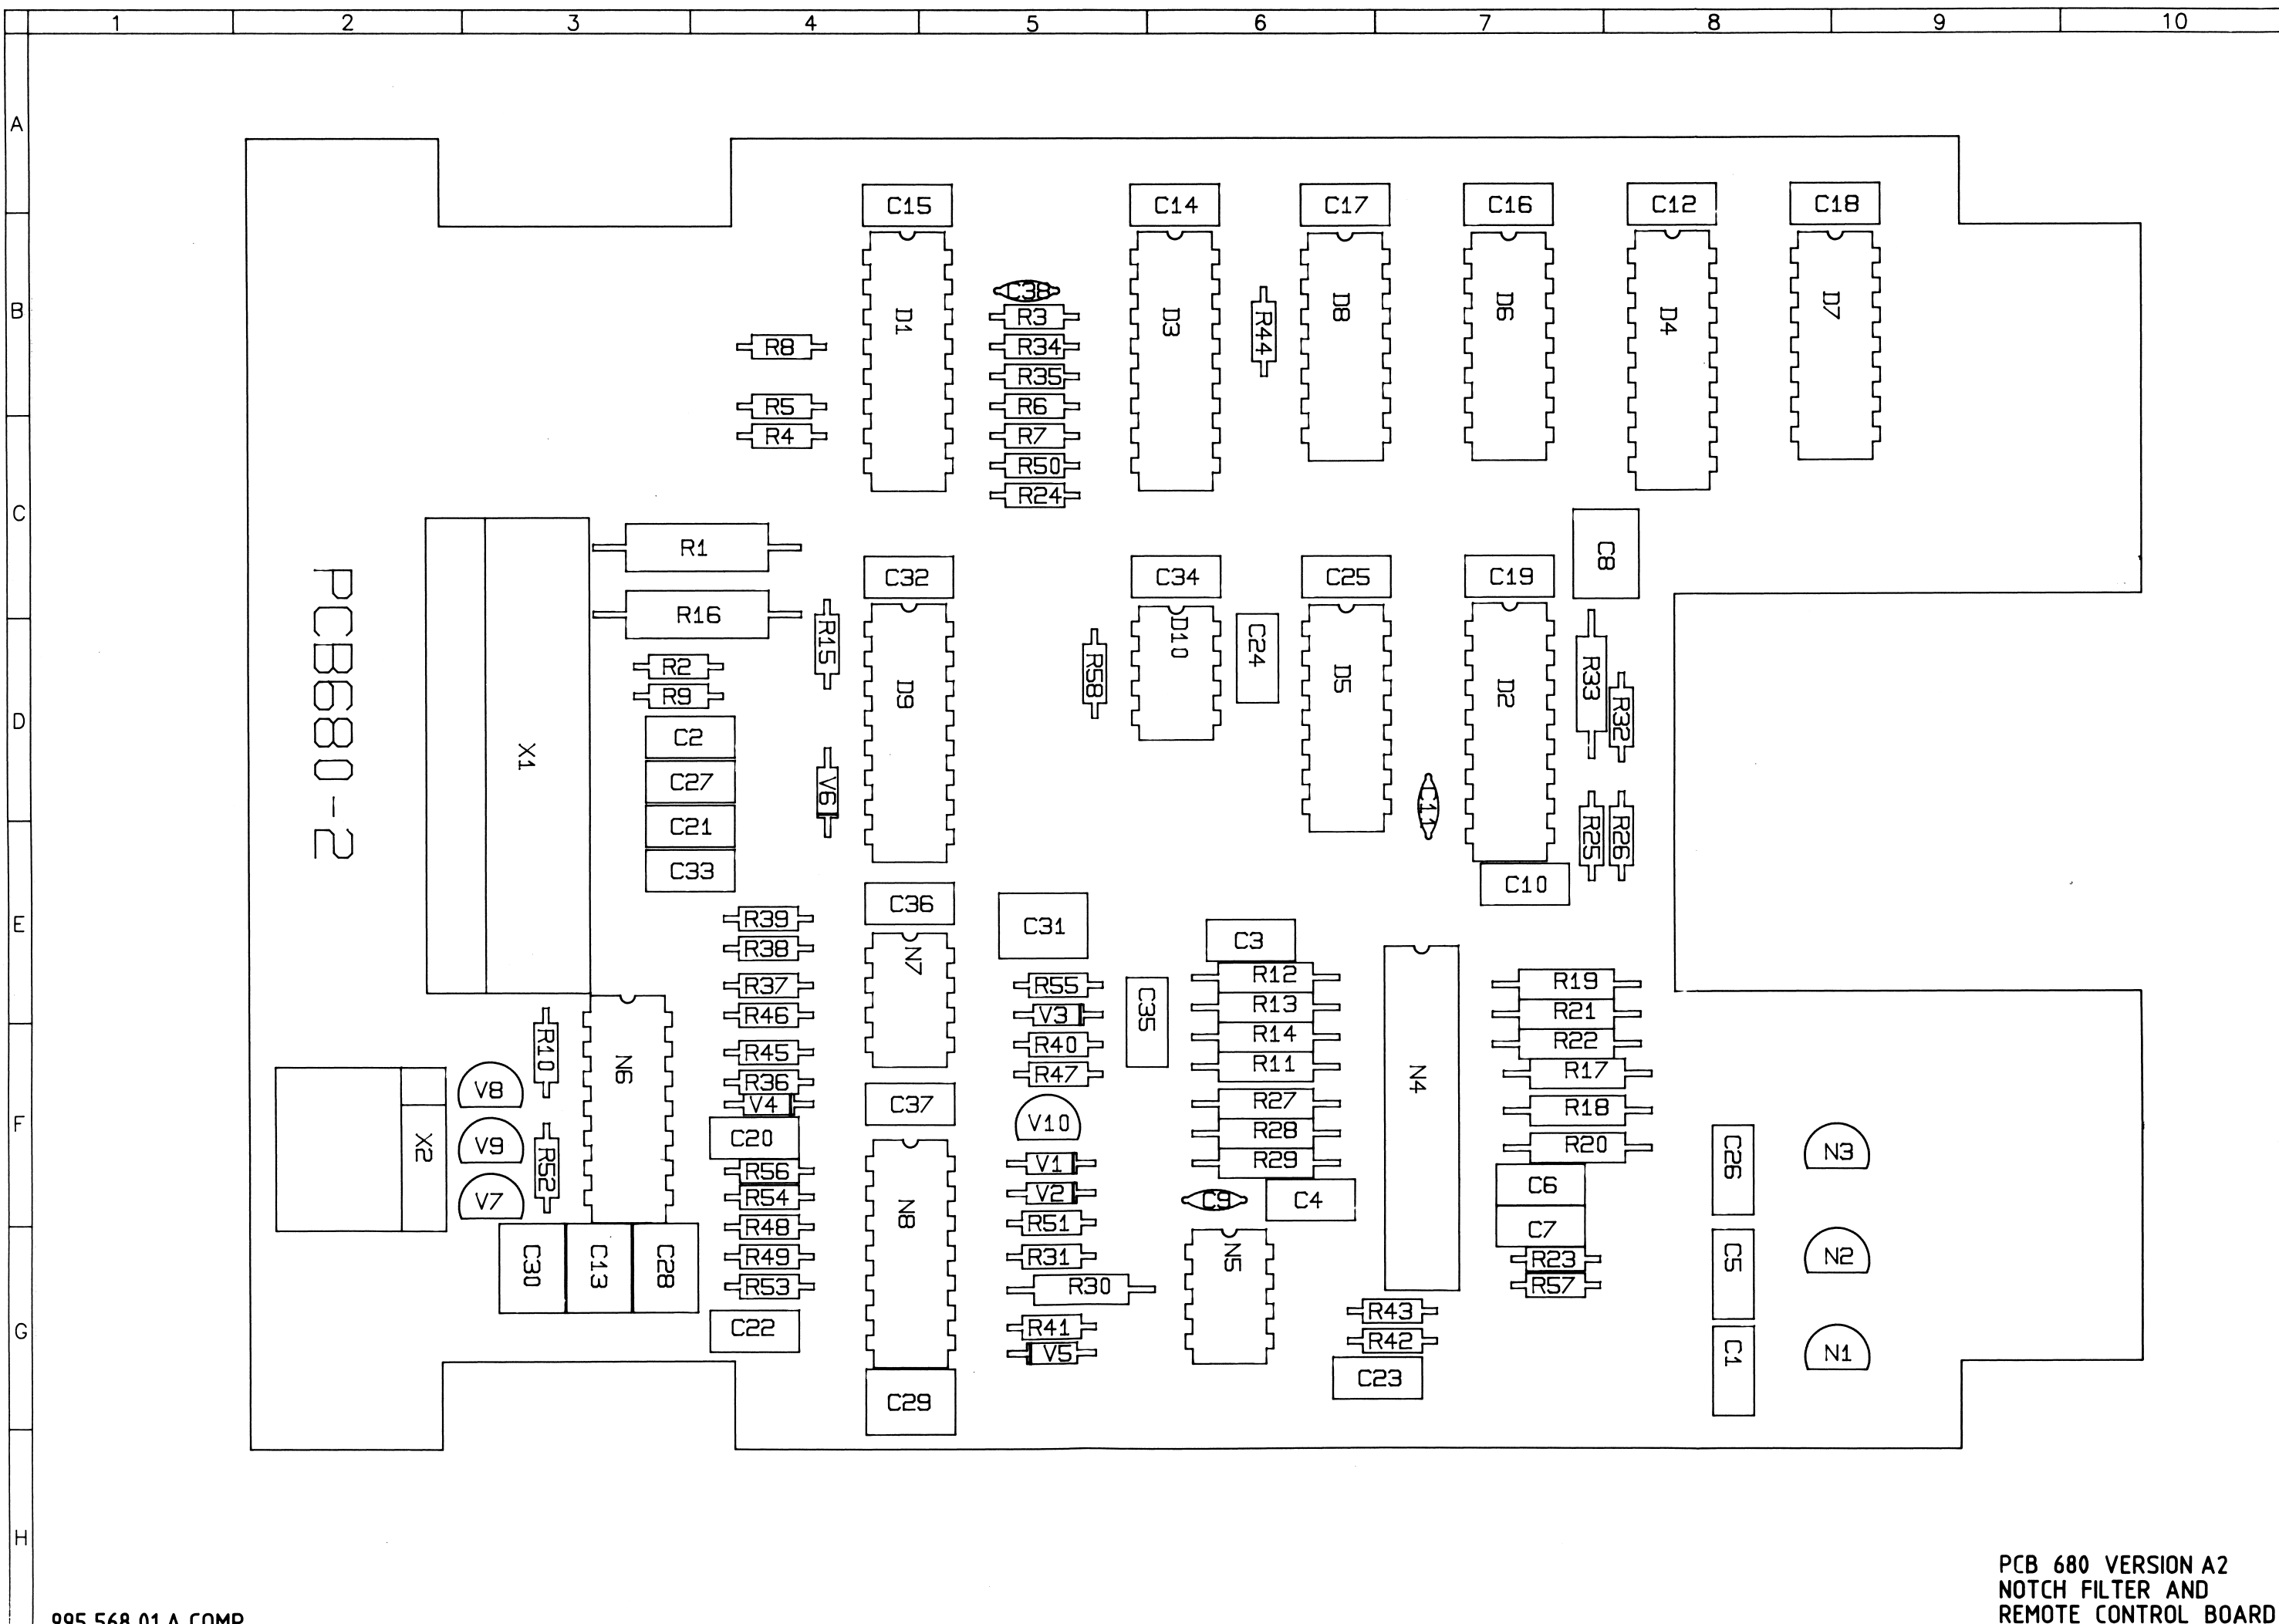 1 2 3 4 5 6 7 8 9 10
A
C15 C14 C17 C16 C12 C18
B
D1 D3 D8 D6 D4 D7
C38
R3
R44
R8 R34
R35
R5 R6
R4 R7
R50
R24
C
R1
C8
C32 C34 C25 C19
R16
R15 D10 C24
R58
R2
R33
R9 D9 D5 D2
R32
D
PCB680-2
C2
X1
C27 V6
C11
C21
R25 R26
C33
C10
C36
E
R39 C31 C3
R38 N7
R12
R37 R55 R19
R13
R46 V3 C35 R21
R14
R45 R40 R22
R10 N6
R11
R36 R47 N4 R17
V8
V4 C37 R27 R18
F
V10
C20 R28
X2 V9 R20
C26 N3
R52
R56 V1 R29
C6
R54 V2 C9 C4
V7
N8
R48 R51 C7
C30 C13 C28
R49 R31 N5 R23
C5 N2
R53 R30 R57
R43
G
C22 R41
R42
V5 C1 N1
C23
C29
H
PCB 680 VERSION A2
NOTCH FILTER AND
REMOTE CONTROL BOARD
995 568 01 A COMP